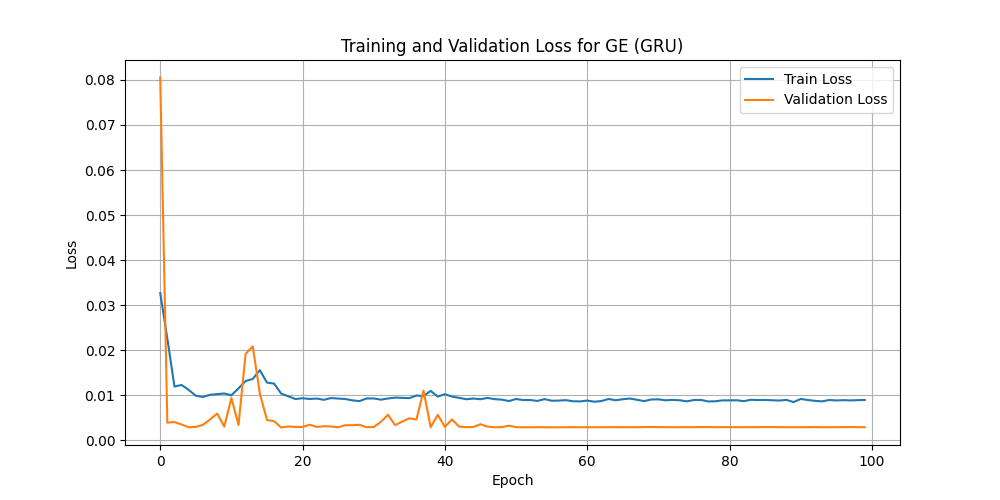 Training and Validation Loss for GE (GRU)
Train Loss
Validation Loss
0.08
0.07
0.06
0.05
0.04
0.03
0.02
0.01
0.00
Loss
0 20 40 60 80 100
Epoch